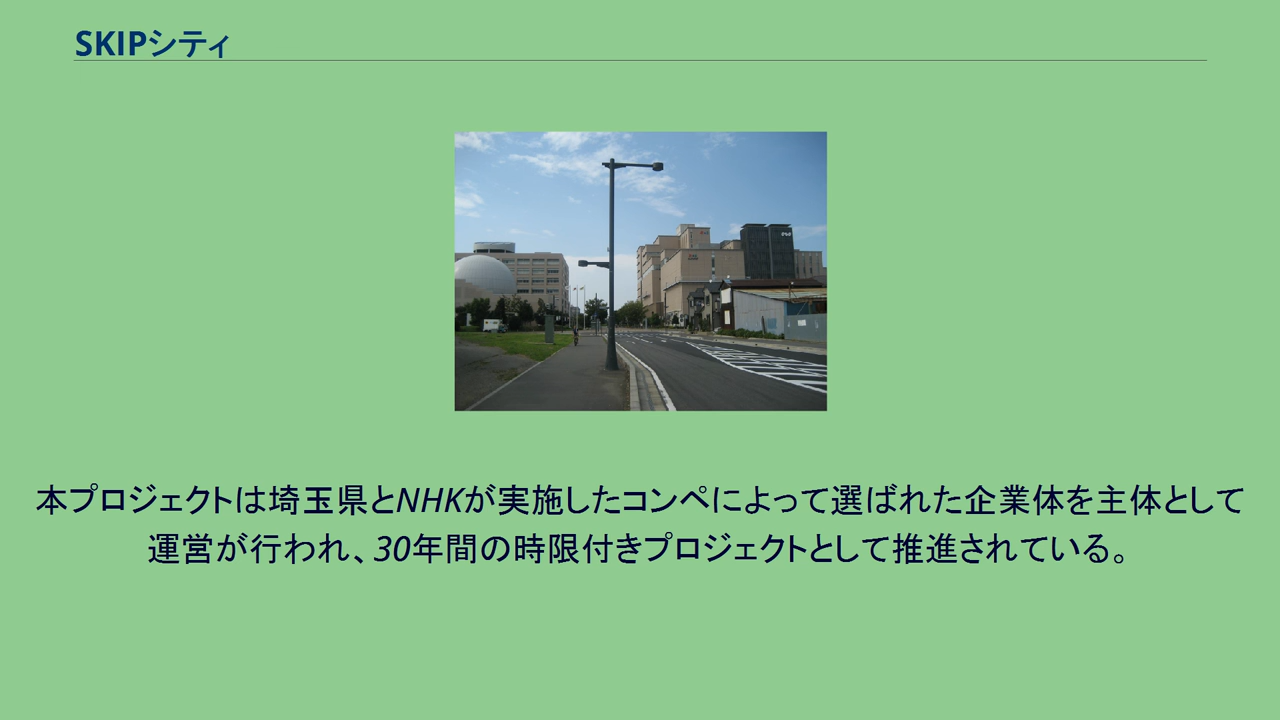 SKIPシティ
本プロジェクトは埼玉県とNHKが実施したコンペによって選ばれた企業体を主体として
運営が行われ、30年間の時限付きプロジェクトとして推進されている。